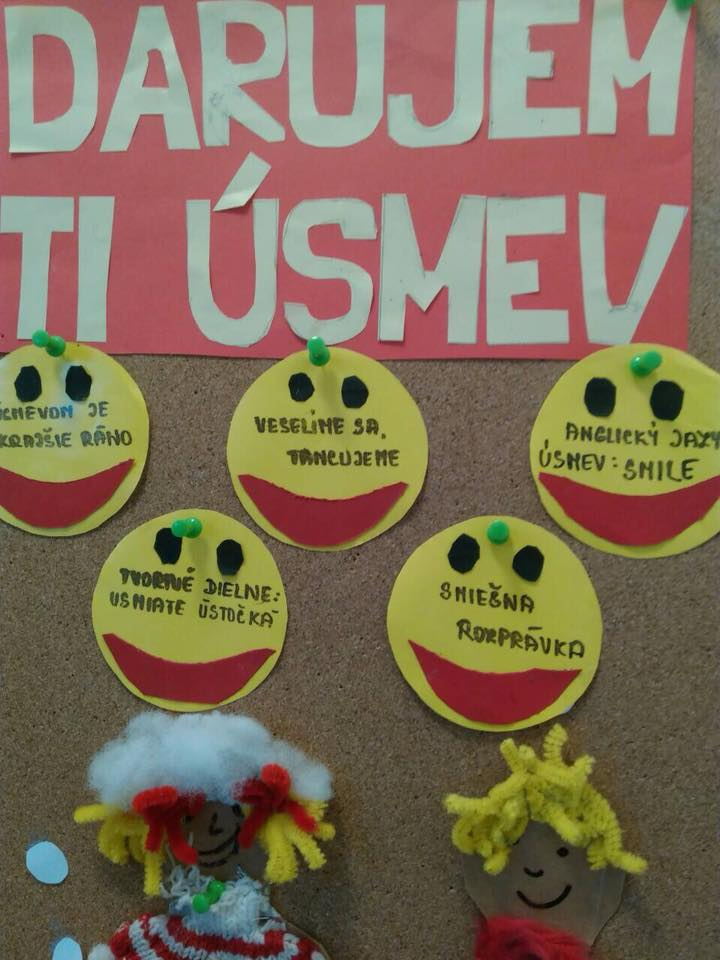 DARUJEM
TI ÚSMEV
ÚSMEVOM JE
KRAJŠIE RÁNO
VESELÍME SA,
TANCUJEME
ANGLICKÝ JAZY
ÚSMEV: SMILE
TVORIVÉ DIELNE:
USMIATE ÚSTOČKÁ
SMIEŠNA
ROZPRÁVKA